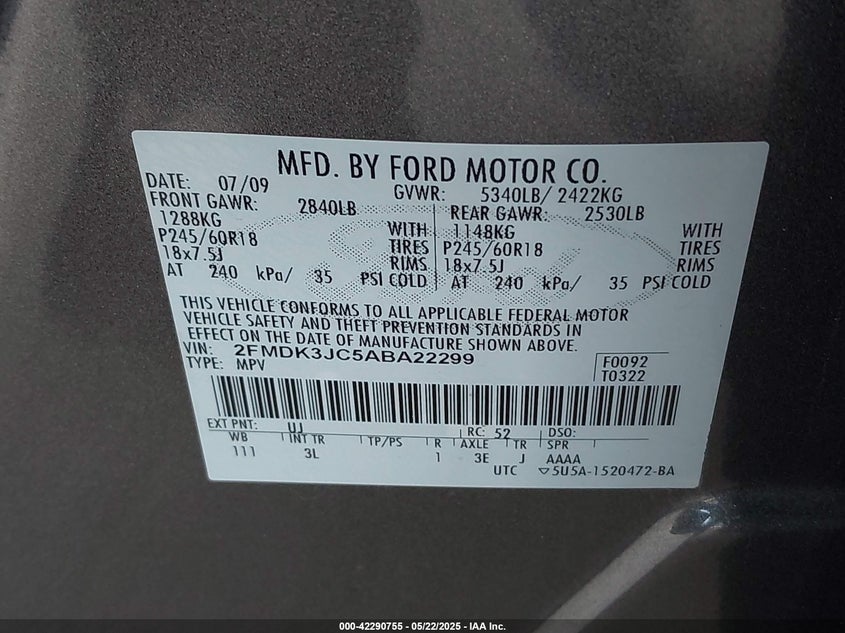 MFD. BY FORD MOTOR CO.
DATE: 07/09 GVWR: 5340LB/ 2422KG
FRONT GAWR: 2840LB REAR GAWR: 2530LB
1288KG WITH 1148KG WITH
P245/60R18 TIRES P245/60R18 TIRES
18x7.5J RIMS 18x7.5J RIMS
AT 240 kPa/ 35 PSI COLD AT 240 kPa/ 35 PSI COLD
THIS VEHICLE CONFORMS TO ALL APPLICABLE FEDERAL MOTOR
VEHICLE SAFETY AND THEFT PREVENTION STANDARDS IN
EFFECT ON THE DATE OF MANUFACTURE SHOWN ABOVE.
VIN: 2FMDK3JC5ABA22299 F0092
TYPE: MPV T0322
EXT PNT: UJ RC: 52 DSO:
WB INT TR TP/PS R AXLE TR SPR
111 3L 1 3E J AAAA
UTC 5U5A-1520472-BA
000-42290755 - 05/22/2025 - IAA Inc.